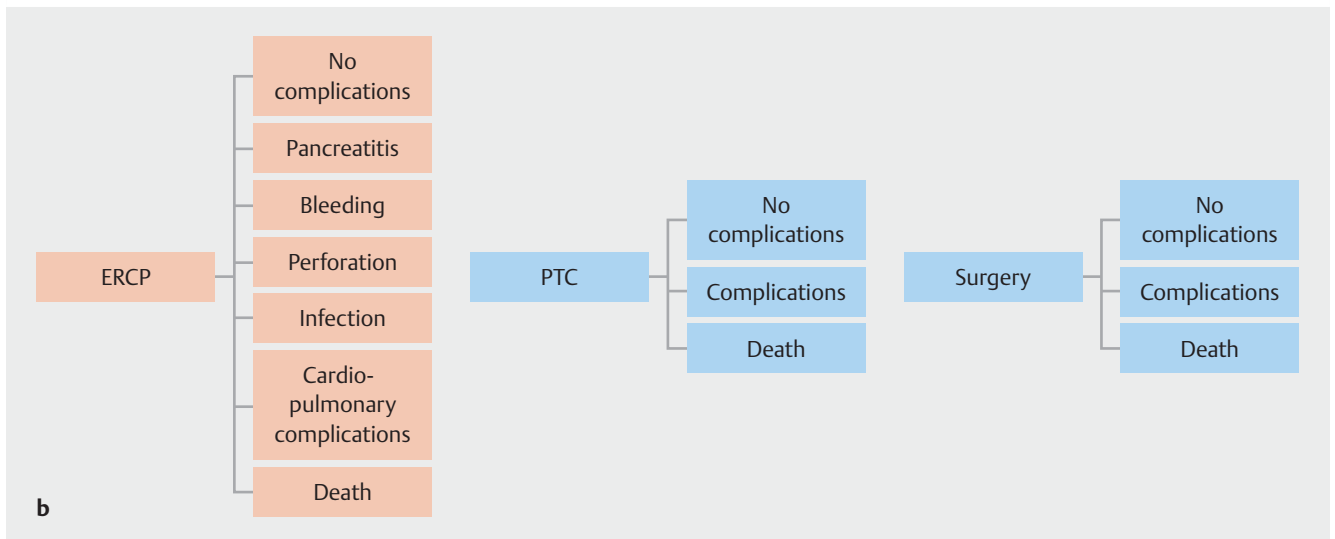 ERCP
No
complications
Pancreatitis
Bleeding
Perforation
Infection
Cardio-
pulmonary
complications
Death
PTC
No
complications
Complications
Death
Surgery
No
complications
Complications
Death
b